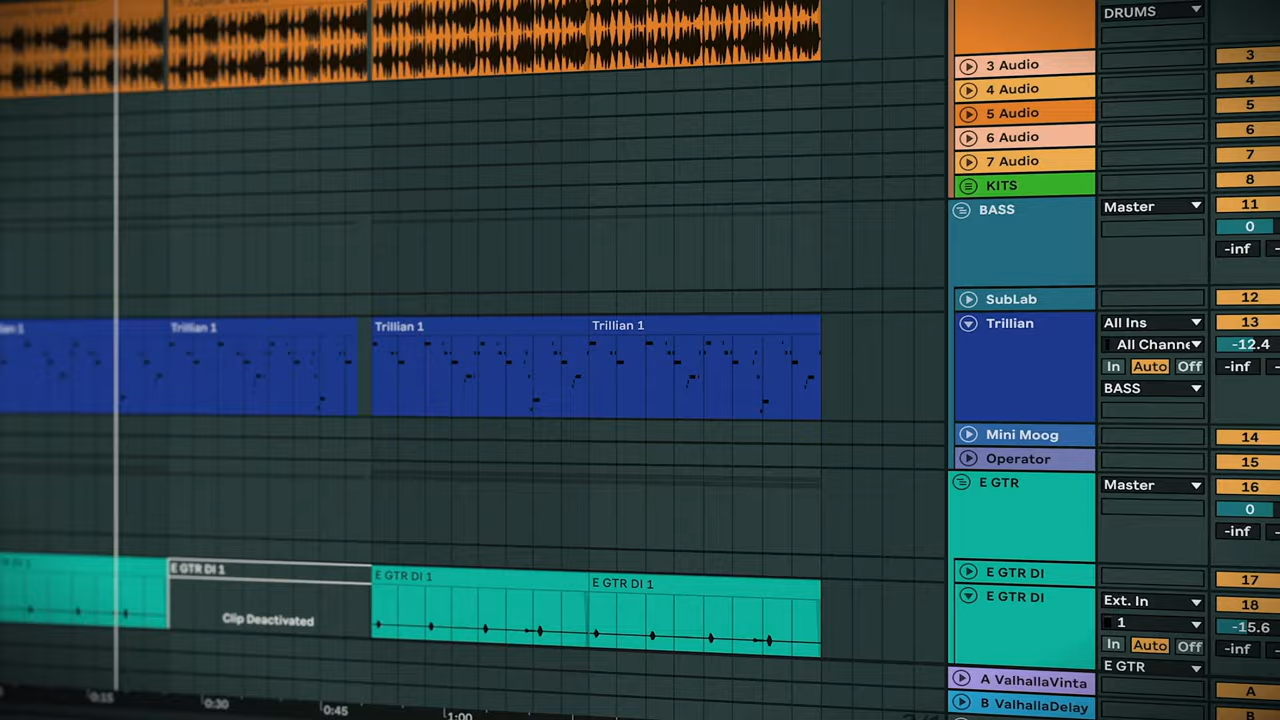 DRUMS
3 Audio
3
4 Audio
4
5 Audio
5
6 Audio
6
7 Audio
7
KITS
8
BASS
Master
11
0
-inf
SubLab
12
Trillian 1
Trillian 1
Trillian 1
Trillian
All Ins
13
All Channe
-12.4
In Auto Off
-inf
BASS
Mini Moog
14
Operator
15
E GTR
Master
16
0
-inf
E GTR DI 1
E GTR DI 1
E GTR DI 1
E GTR DI
17
E GTR DI
Ext. In
18
Clip Deactivated
1
-15.6
In Auto Off
-inf
E GTR
A ValhallaVinta
A
B ValhallaDelay
B
0:15
0:30
0:45
1:00